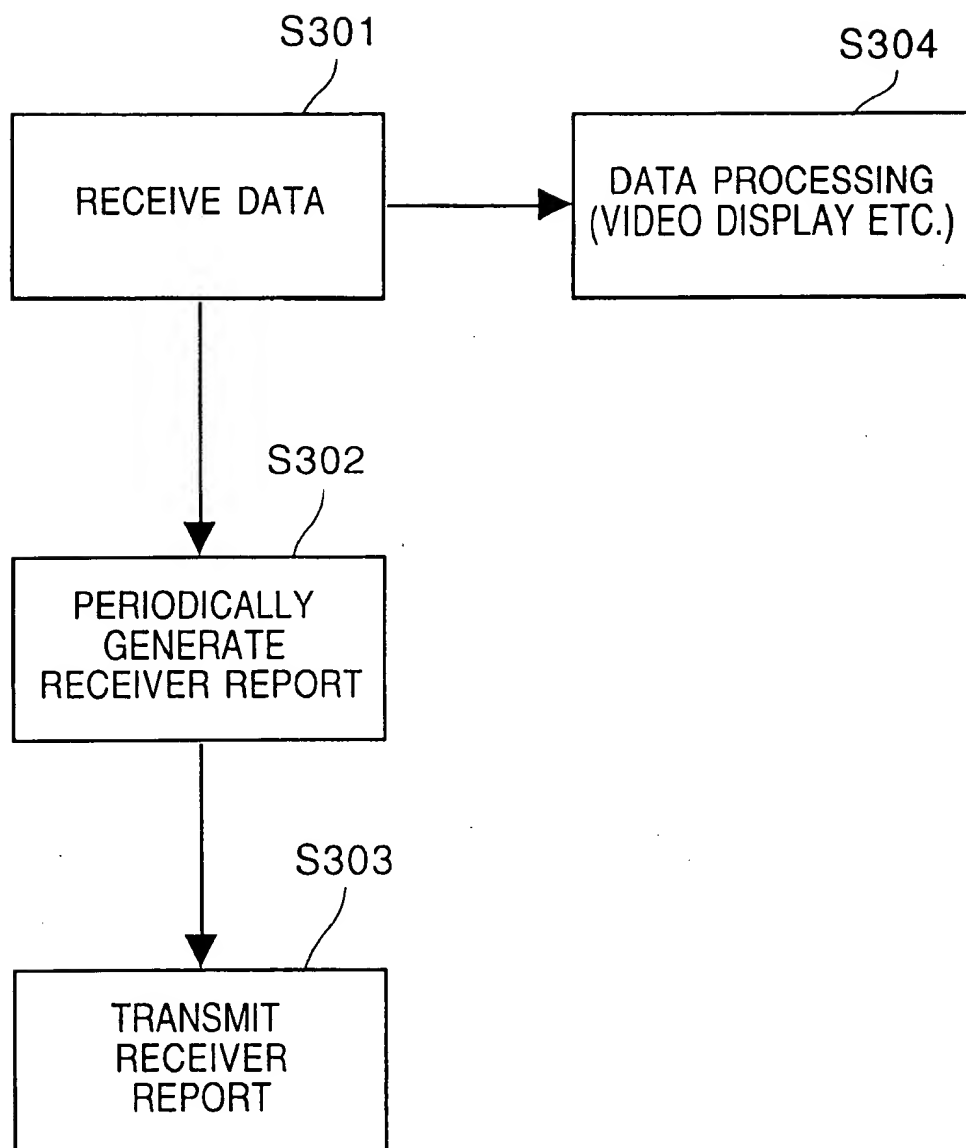 S301
S304
RECEIVE DATA
DATA PROCESSING
(VIDEO DISPLAY ETC.)
S302
PERIODICALLY
GENERATE
RECEIVER REPORT
S303
TRANSMIT
RECEIVER
REPORT